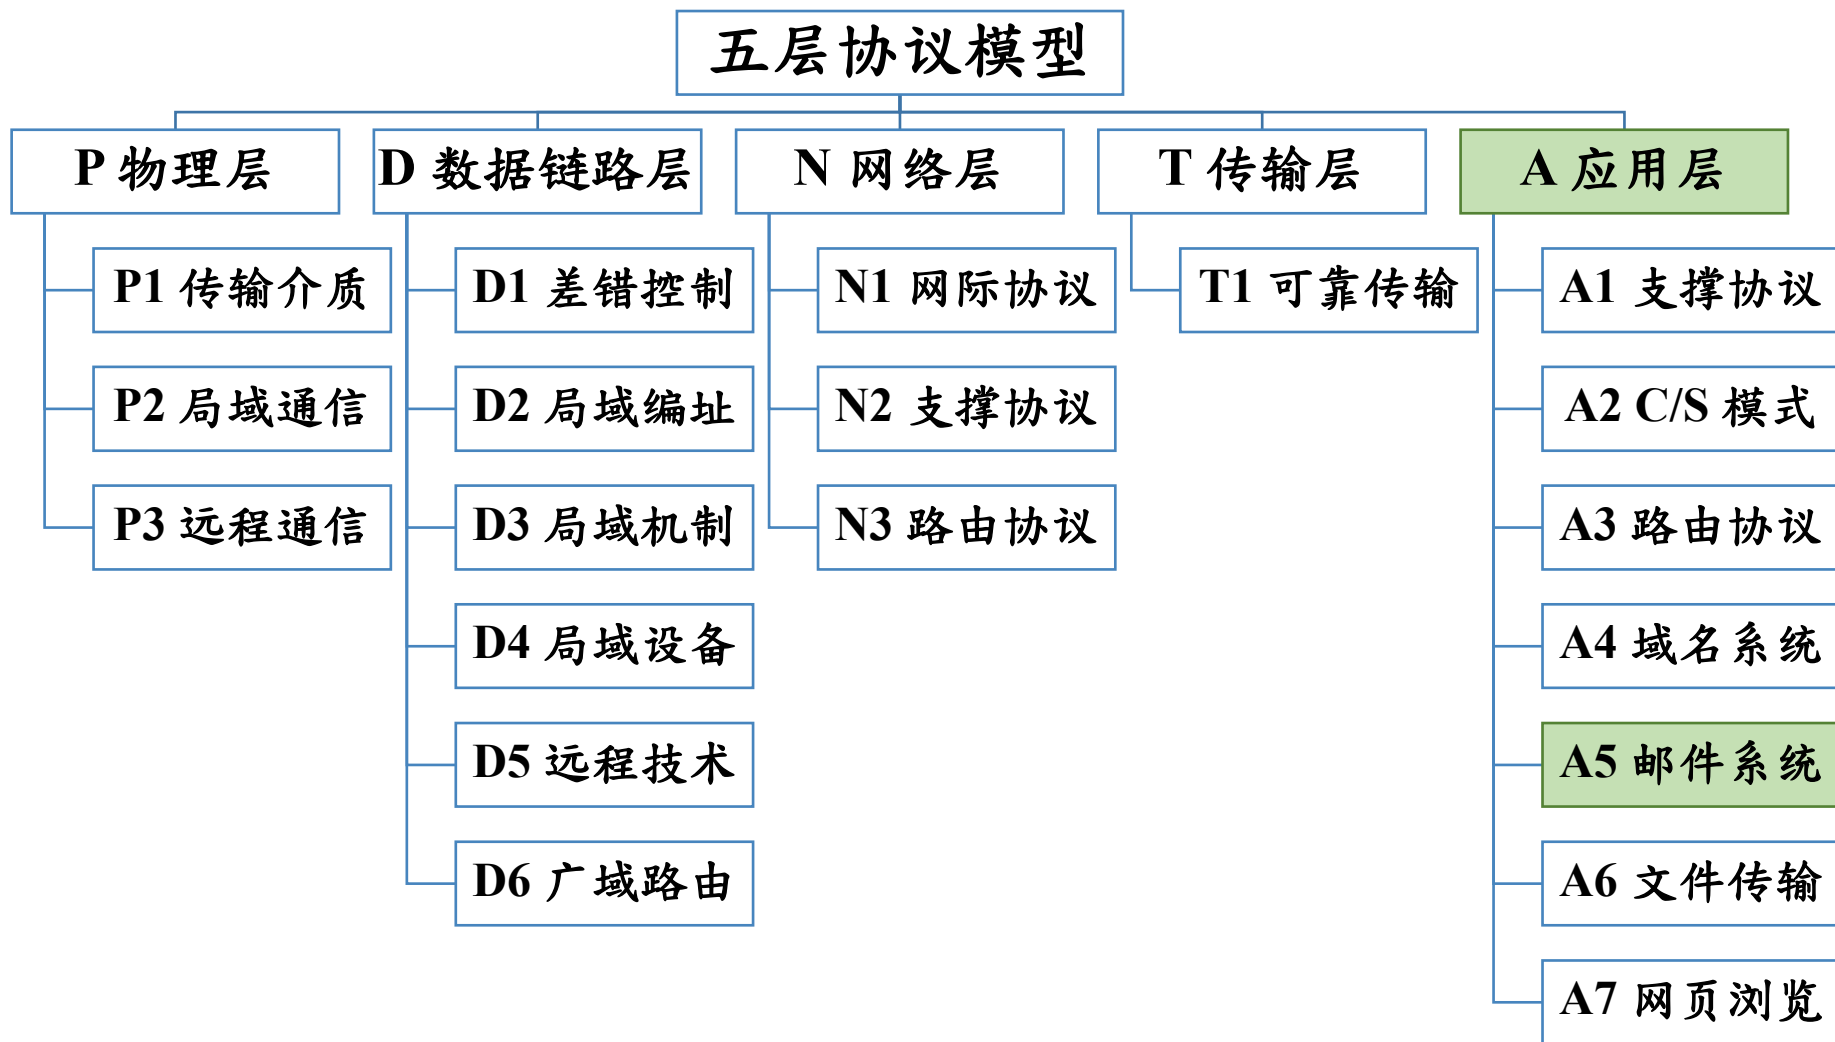 五层协议模型
P 物理层
D 数据链路层
N 网络层
T 传输层
A 应用层
P1 传输介质
P2 局域通信
P3 远程通信
D1 差错控制
D2 局域编址
D3 局域机制
D4 局域设备
D5 远程技术
D6 广域路由
N1 网际协议
N2 支撑协议
N3 路由协议
T1 可靠传输
A1 支撑协议
A2 C/S 模式
A3 路由协议
A4 域名系统
A5 邮件系统
A6 文件传输
A7 网页浏览